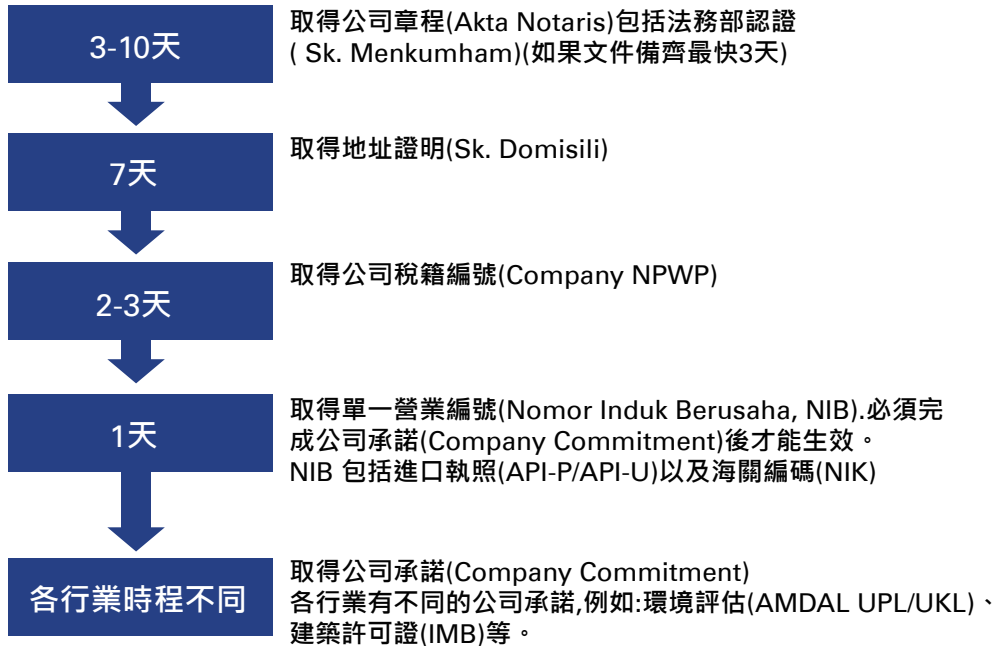 3-10天
取得公司章程(Akta Notaris)包括法務部認證
( Sk. Menkumham)(如果文件備齊最快3天)
7天
取得地址證明(Sk. Domisili)
2-3天
取得公司稅籍編號(Company NPWP)
1天
取得單一營業編號(Nomor Induk Berusaha, NIB).必須完
成公司承諾(Company Commitment)後才能生效。
NIB 包括進口執照(API-P/API-U)以及海關編碼(NIK)
各行業時程不同
取得公司承諾(Company Commitment)
各行業有不同的公司承諾,例如:環境評估(AMDAL UPL/UKL)、
建築許可證(IMB)等。